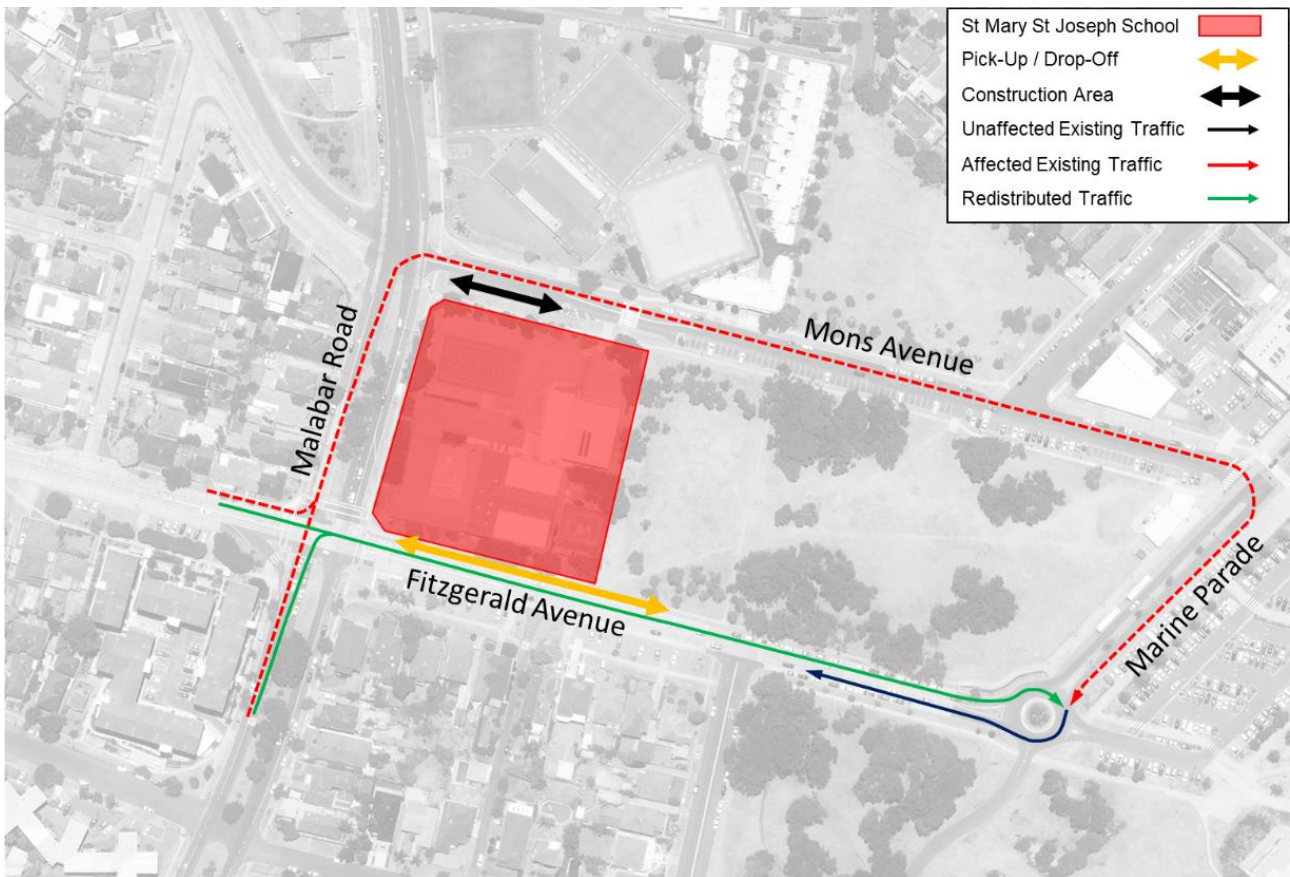 St Mary St Joseph School
Pick-Up / Drop-Off
Construction Area
Unaffected Existing Traffic
Affected Existing Traffic
Redistributed Traffic
Malabar Road
Mons Avenue
Fitzgerald Avenue
Marine Parade